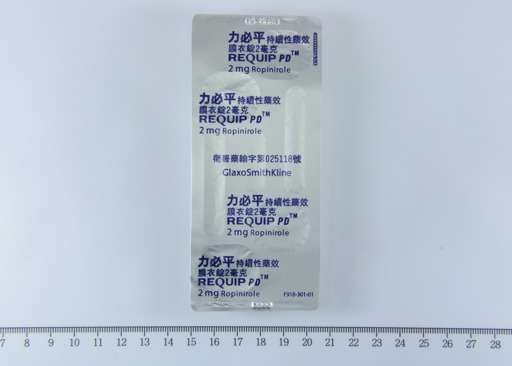 力必平持續性藥效
膜衣錠2毫克
REQUIP PD™
2 mg Ropinirole
力必平持續性藥效
膜衣錠2毫克
REQUIP PD™
2 mg Ropinirole
衛署藥輸字第025118號
GlaxoSmithKline
力必平持續性藥效
膜衣錠2毫克
REQUIP PD™
2 mg Ropinirole
力必平持續性藥效
膜衣錠2毫克
REQUIP PD™
2 mg Ropinirole
F918-301-01
7 8 9 10 11 12 13 14 15 16 17 18 19 20 21 22 23 24 25 26 27 28